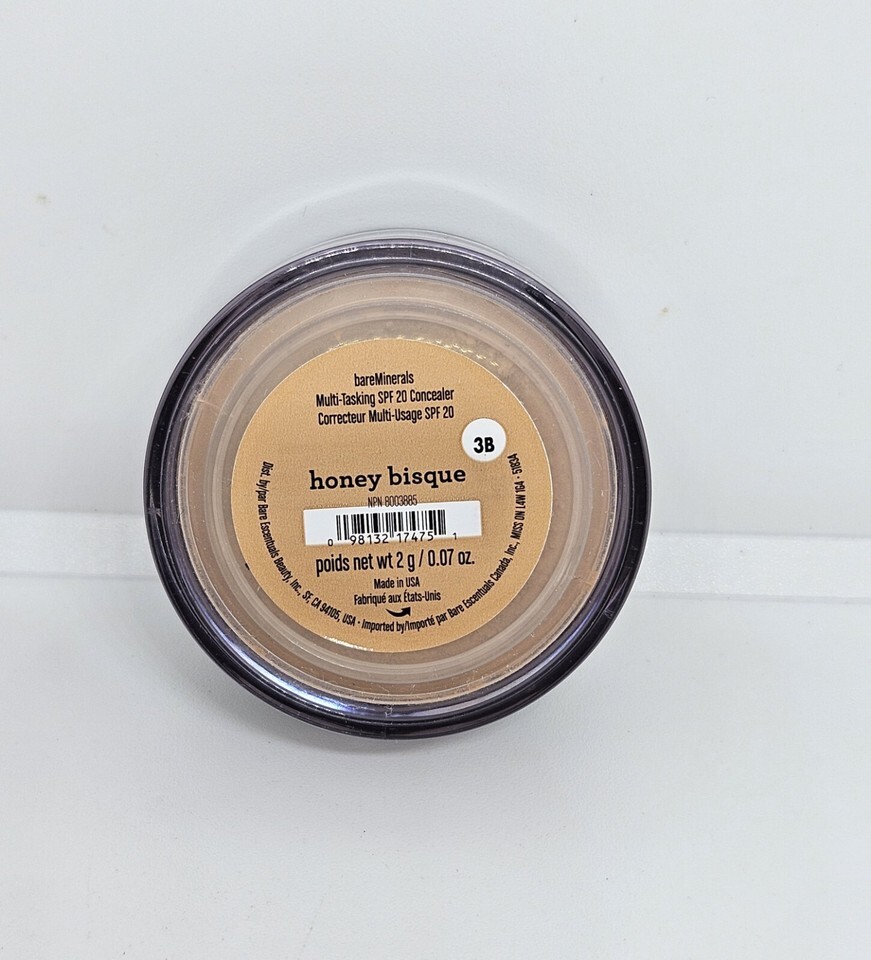 bareMinerals
Multi-Tasking SPF 20 Concealer
Correcteur Multi-Usage SPF 20
3B
honey bisque
NPN 8003885
0 98132 17475 1
poids net wt 2 g / 0.07 oz.
Made in USA
Fabriqué aux États-Unis
Dist. by/par Bare Escentuals Beauty, Inc., SF, CA 94105, USA • Imported by/Importé par Bare Escentuals Canada, Inc., MISS ON L4W 1G4 • 51834